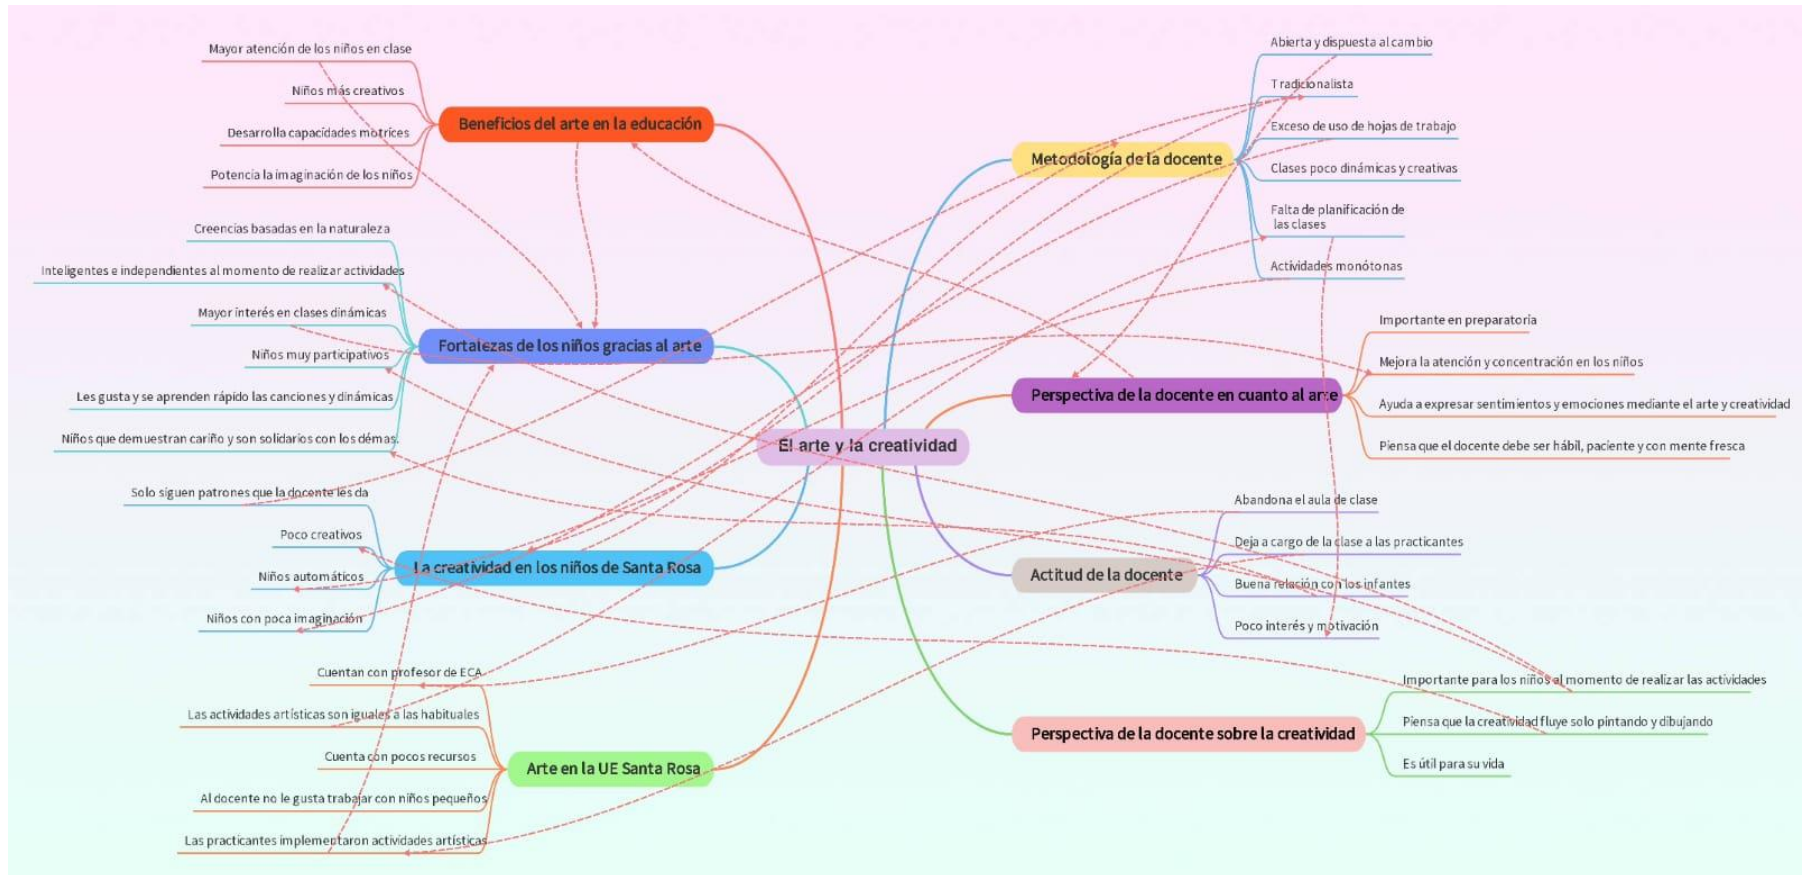 Mayor atención de los niños en clase
Niños más creativos
Desarrolla capacidades motrices
Potencia la imaginación de los niños
Beneficios del arte en la educación
Creencias basadas en la naturaleza
Inteligentes e independientes al momento de realizar actividades
Mayor interés en clases dinámicas
Niños muy participativos
Les gusta y se aprenden rápido las canciones y dinámicas
Niños que demuestran cariño y son solidarios con los démas.
Fortalezas de los niños gracias al arte
Solo siguen patrones que la docente les da
Poco creativos
Niños automáticos
Niños con poca imaginación
La creatividad en los niños de Santa Rosa
Cuentan con profesor de ECA
Las actividades artísticas son iguales a las habituales
Cuenta con pocos recursos
Al docente no le gusta trabajar con niños pequeños
Las practicantes implementaron actividades artísticas
Arte en la UE Santa Rosa
El arte y la creatividad
Metodología de la docente
Abierta y dispuesta al cambio
Tradicionalista
Exceso de uso de hojas de trabajo
Clases poco dinámicas y creativas
Falta de planificación de
las clases
Actividades monótonas
Perspectiva de la docente en cuanto al arte
Importante en preparatoria
Mejora la atención y concentración en los niños
Ayuda a expresar sentimientos y emociones mediante el arte y creatividad
Piensa que el docente debe ser hábil, paciente y con mente fresca
Actitud de la docente
Abandona el aula de clase
Deja a cargo de la clase a las practicantes
Buena relación con los infantes
Poco interés y motivación
Perspectiva de la docente sobre la creatividad
Importante para los niños al momento de realizar las actividades
Piensa que la creatividad fluye solo pintando y dibujando
Es útil para su vida